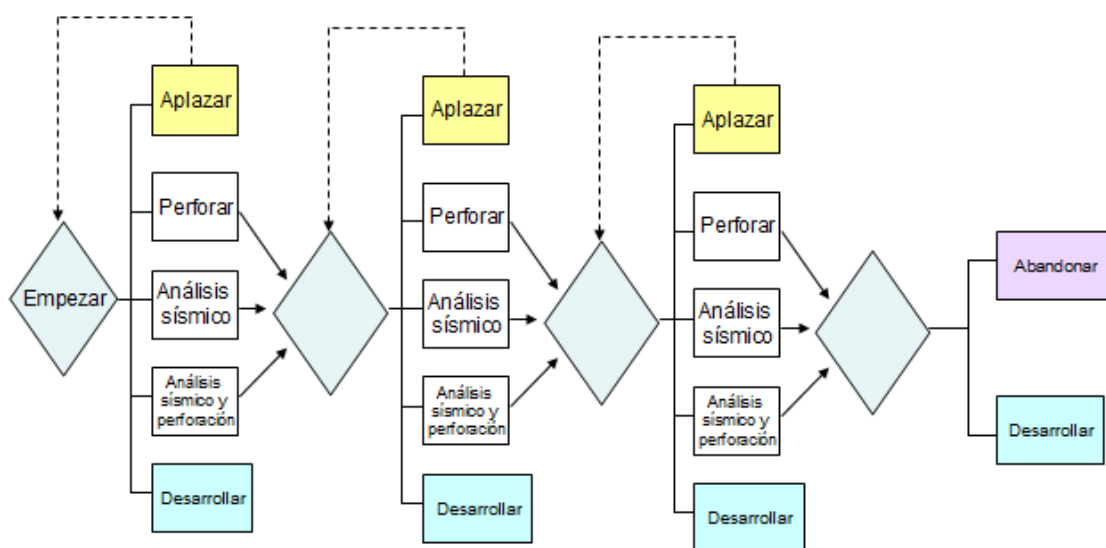 Empezar
Aplazar
Perforar
Análisis
sísmico
Análisis
sísmico y
perforación
Desarrollar
Aplazar
Perforar
Análisis
sísmico
Análisis
sísmico y
perforación
Desarrollar
Aplazar
Perforar
Análisis
sísmico
Análisis
sísmico y
perforación
Desarrollar
Abandonar
Desarrollar